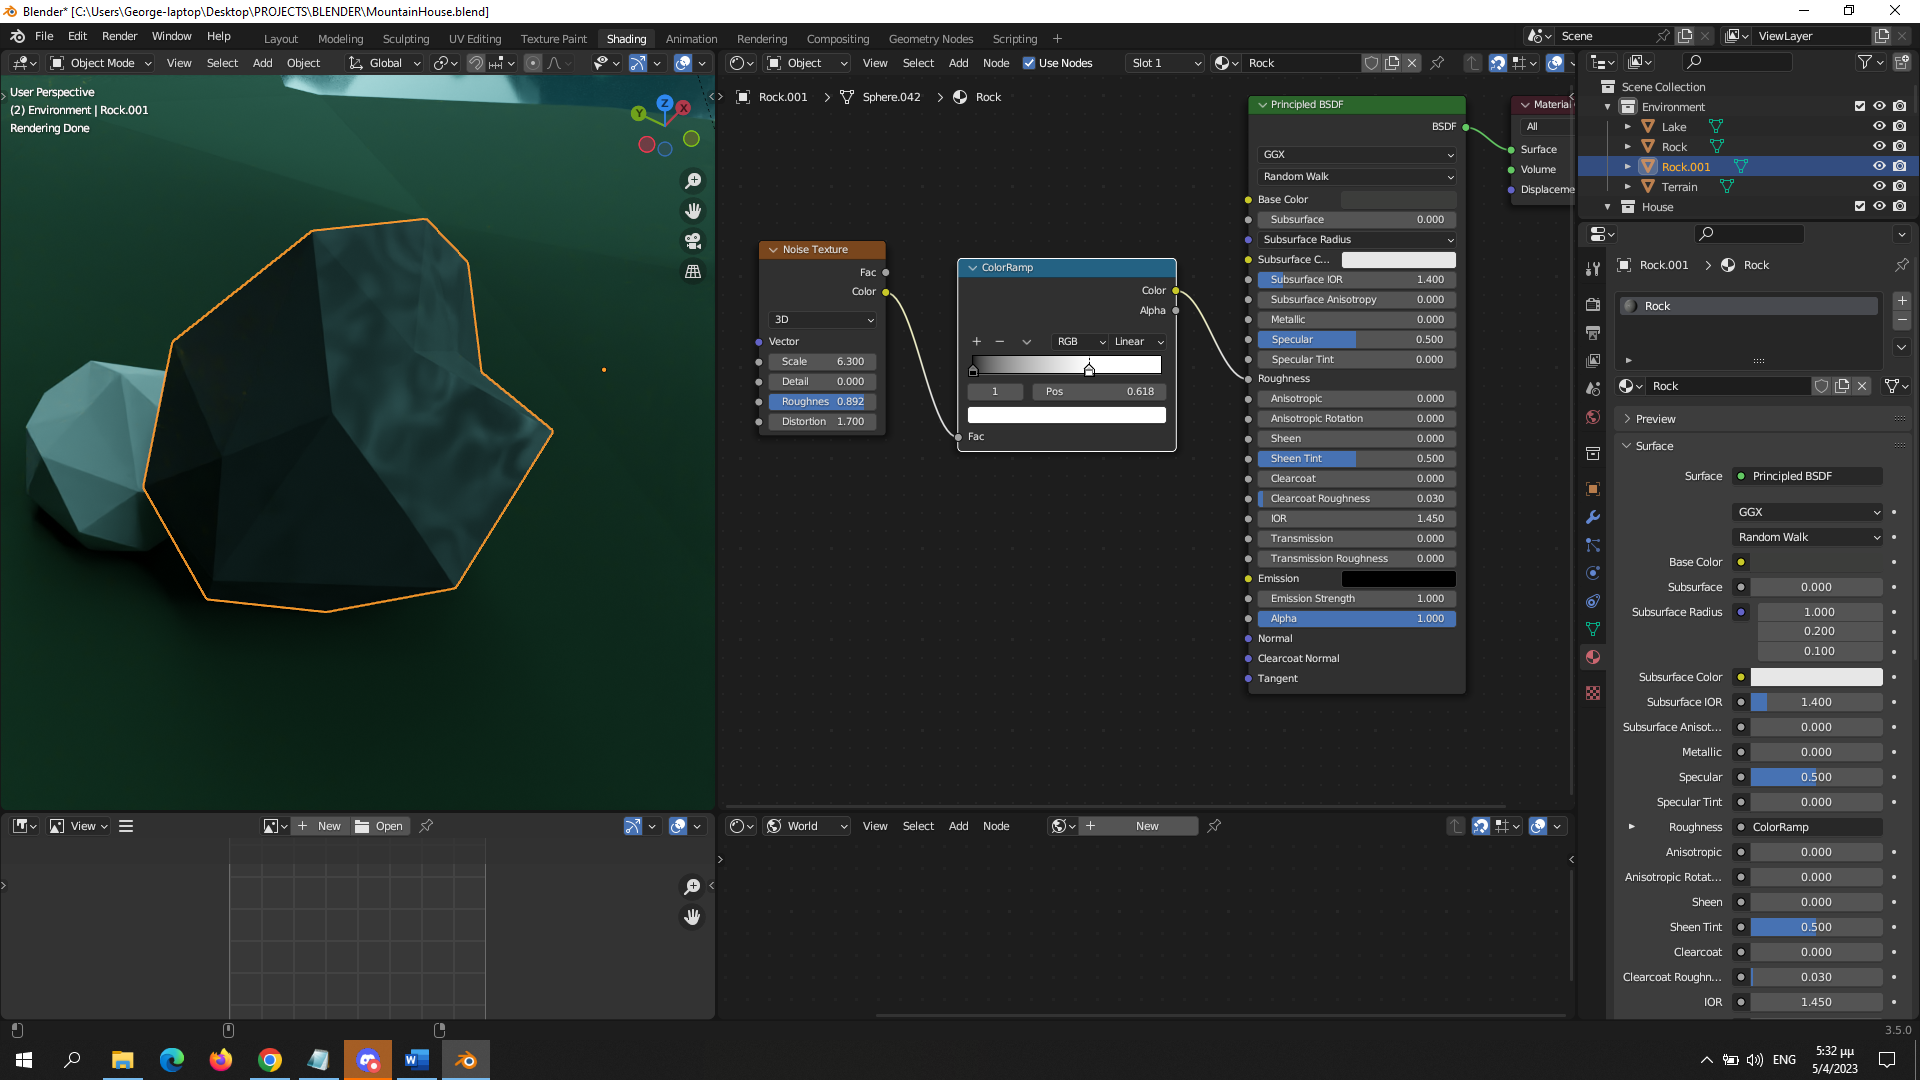 Blender* [C:\Users\George-laptop\Desktop\PROJECTS\BLENDER\MountainHouse.blend]
File Edit Render Window Help Layout Modeling Sculpting UV Editing Texture Paint Shading Animation Rendering Compositing Geometry Nodes Scripting + Scene ViewLayer
Object Mode View Select Add Object Global
User Perspective
(2) Environment | Rock.001
Rendering Done
Z
X
Y
Object View Select Add Node Use Nodes Slot 1 Rock
Rock.001 > Sphere.042 > Rock
Noise Texture
Fac
Color
3D
Vector
Scale 6.300
Detail 0.000
Roughnes 0.892
Distortion 1.700
ColorRamp
Color
Alpha
RGB Linear
1 Pos 0.618
Fac
Principled BSDF
BSDF
GGX
Random Walk
Base Color
Subsurface 0.000
Subsurface Radius
Subsurface C...
Subsurface IOR 1.400
Subsurface Anisotropy 0.000
Metallic 0.000
Specular 0.500
Specular Tint 0.000
Roughness
Anisotropic 0.000
Anisotropic Rotation 0.000
Sheen 0.000
Sheen Tint 0.500
Clearcoat 0.000
Clearcoat Roughness 0.030
IOR 1.450
Transmission 0.000
Transmission Roughness 0.000
Emission
Emission Strength 1.000
Alpha 1.000
Normal
Clearcoat Normal
Tangent
Material
All
Surface
Volume
Displaceme
Scene Collection
Environment
Lake
Rock
Rock.001
Terrain
House
Rock.001 > Rock
Rock
Rock
Preview
Surface
Surface Principled BSDF
GGX
Random Walk
Base Color
Subsurface 0.000
Subsurface Radius 1.000
0.200
0.100
Subsurface Color
Subsurface IOR 1.400
Subsurface Anisot... 0.000
Metallic 0.000
Specular 0.500
Specular Tint 0.000
Roughness ColorRamp
Anisotropic 0.000
Anisotropic Rotat... 0.000
Sheen 0.000
Sheen Tint 0.500
Clearcoat 0.000
Clearcoat Roughn... 0.030
IOR 1.450
View New Open
World View Select Add Node New
3.5.0
ENG
5:32 μμ
5/4/2023